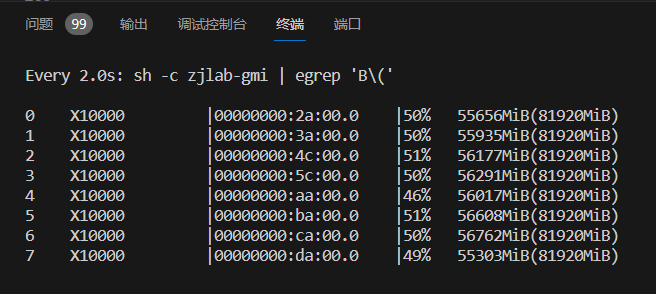 问题 99 输出 调试控制台 终端 端口
Every 2.0s: sh -c zjlab-gmi | egrep 'B\('
0 X10000 |00000000:2a:00.0 |50% 55656MiB(81920MiB)
1 X10000 |00000000:3a:00.0 |50% 55935MiB(81920MiB)
2 X10000 |00000000:4c:00.0 |51% 56177MiB(81920MiB)
3 X10000 |00000000:5c:00.0 |50% 56291MiB(81920MiB)
4 X10000 |00000000:aa:00.0 |46% 56017MiB(81920MiB)
5 X10000 |00000000:ba:00.0 |51% 56608MiB(81920MiB)
6 X10000 |00000000:ca:00.0 |50% 56762MiB(81920MiB)
7 X10000 |00000000:da:00.0 |49% 55303MiB(81920MiB)